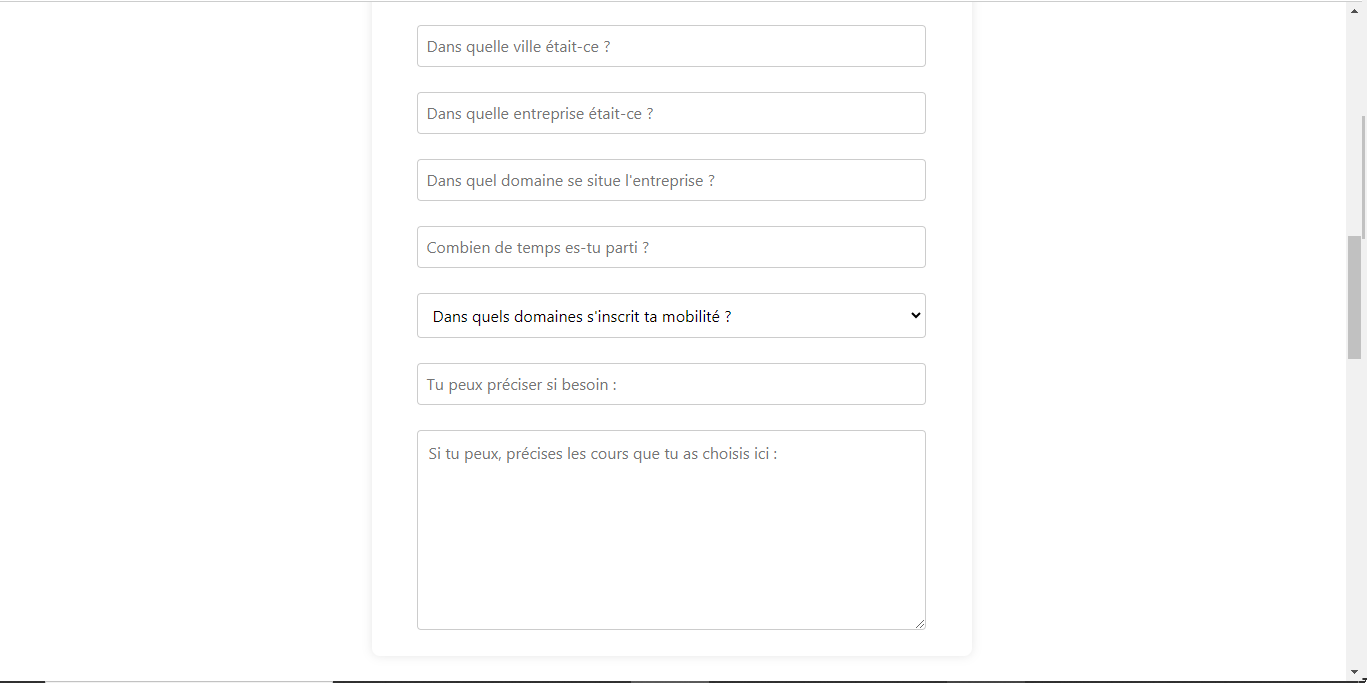 Dans quelle ville était-ce ?
Dans quelle entreprise était-ce ?
Dans quel domaine se situe l'entreprise ?
Combien de temps es-tu parti ?
Dans quels domaines s'inscrit ta mobilité ?
Tu peux préciser si besoin :
Si tu peux, précises les cours que tu as choisis ici :